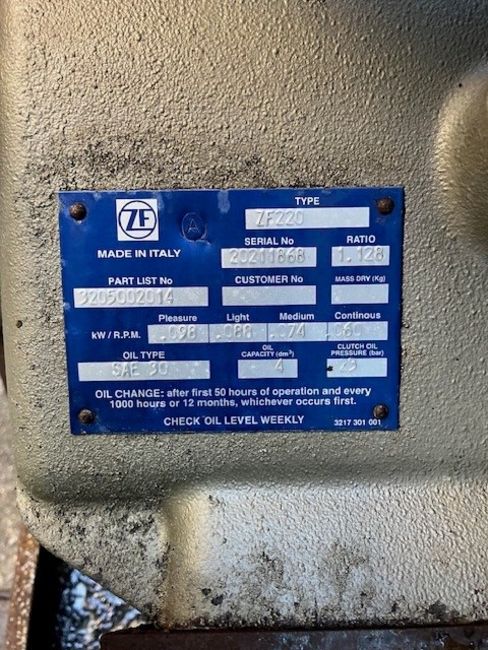 ZF
A
TYPE
ZF220
MADE IN ITALY
SERIAL No
20211868
RATIO
1.128
PART LIST No
3205002014
CUSTOMER No
MASS DRY (Kg)
Pleasure Light Medium Continous
kW / R.P.M. .098 .088 .074 .060
OIL TYPE
SAE 30
OIL
CAPACITY (dm³)
4
CLUTCH OIL
PRESSURE (bar)
23
OIL CHANGE: after first 50 hours of operation and every
1000 hours or 12 months, whichever occurs first.
CHECK OIL LEVEL WEEKLY
3217 301 001